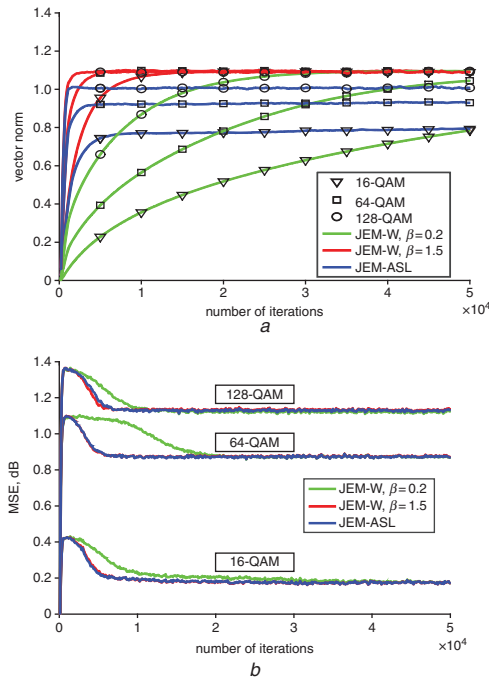 1.4
1.2
1.0
0.8
0.6
0.4
0.2
0
vector norm
16-QAM
64-QAM
128-QAM
JEM-W, β=0.2
JEM-W, β=1.5
JEM-ASL
0 1 2 3 4 5
number of iterations
×10⁴
a
1.4
1.2
1.0
0.8
0.6
0.4
0.2
0
MSE, dB
128-QAM
64-QAM
JEM-W, β=0.2
JEM-W, β=1.5
JEM-ASL
16-QAM
0 1 2 3 4 5
number of iterations
×10⁴
b